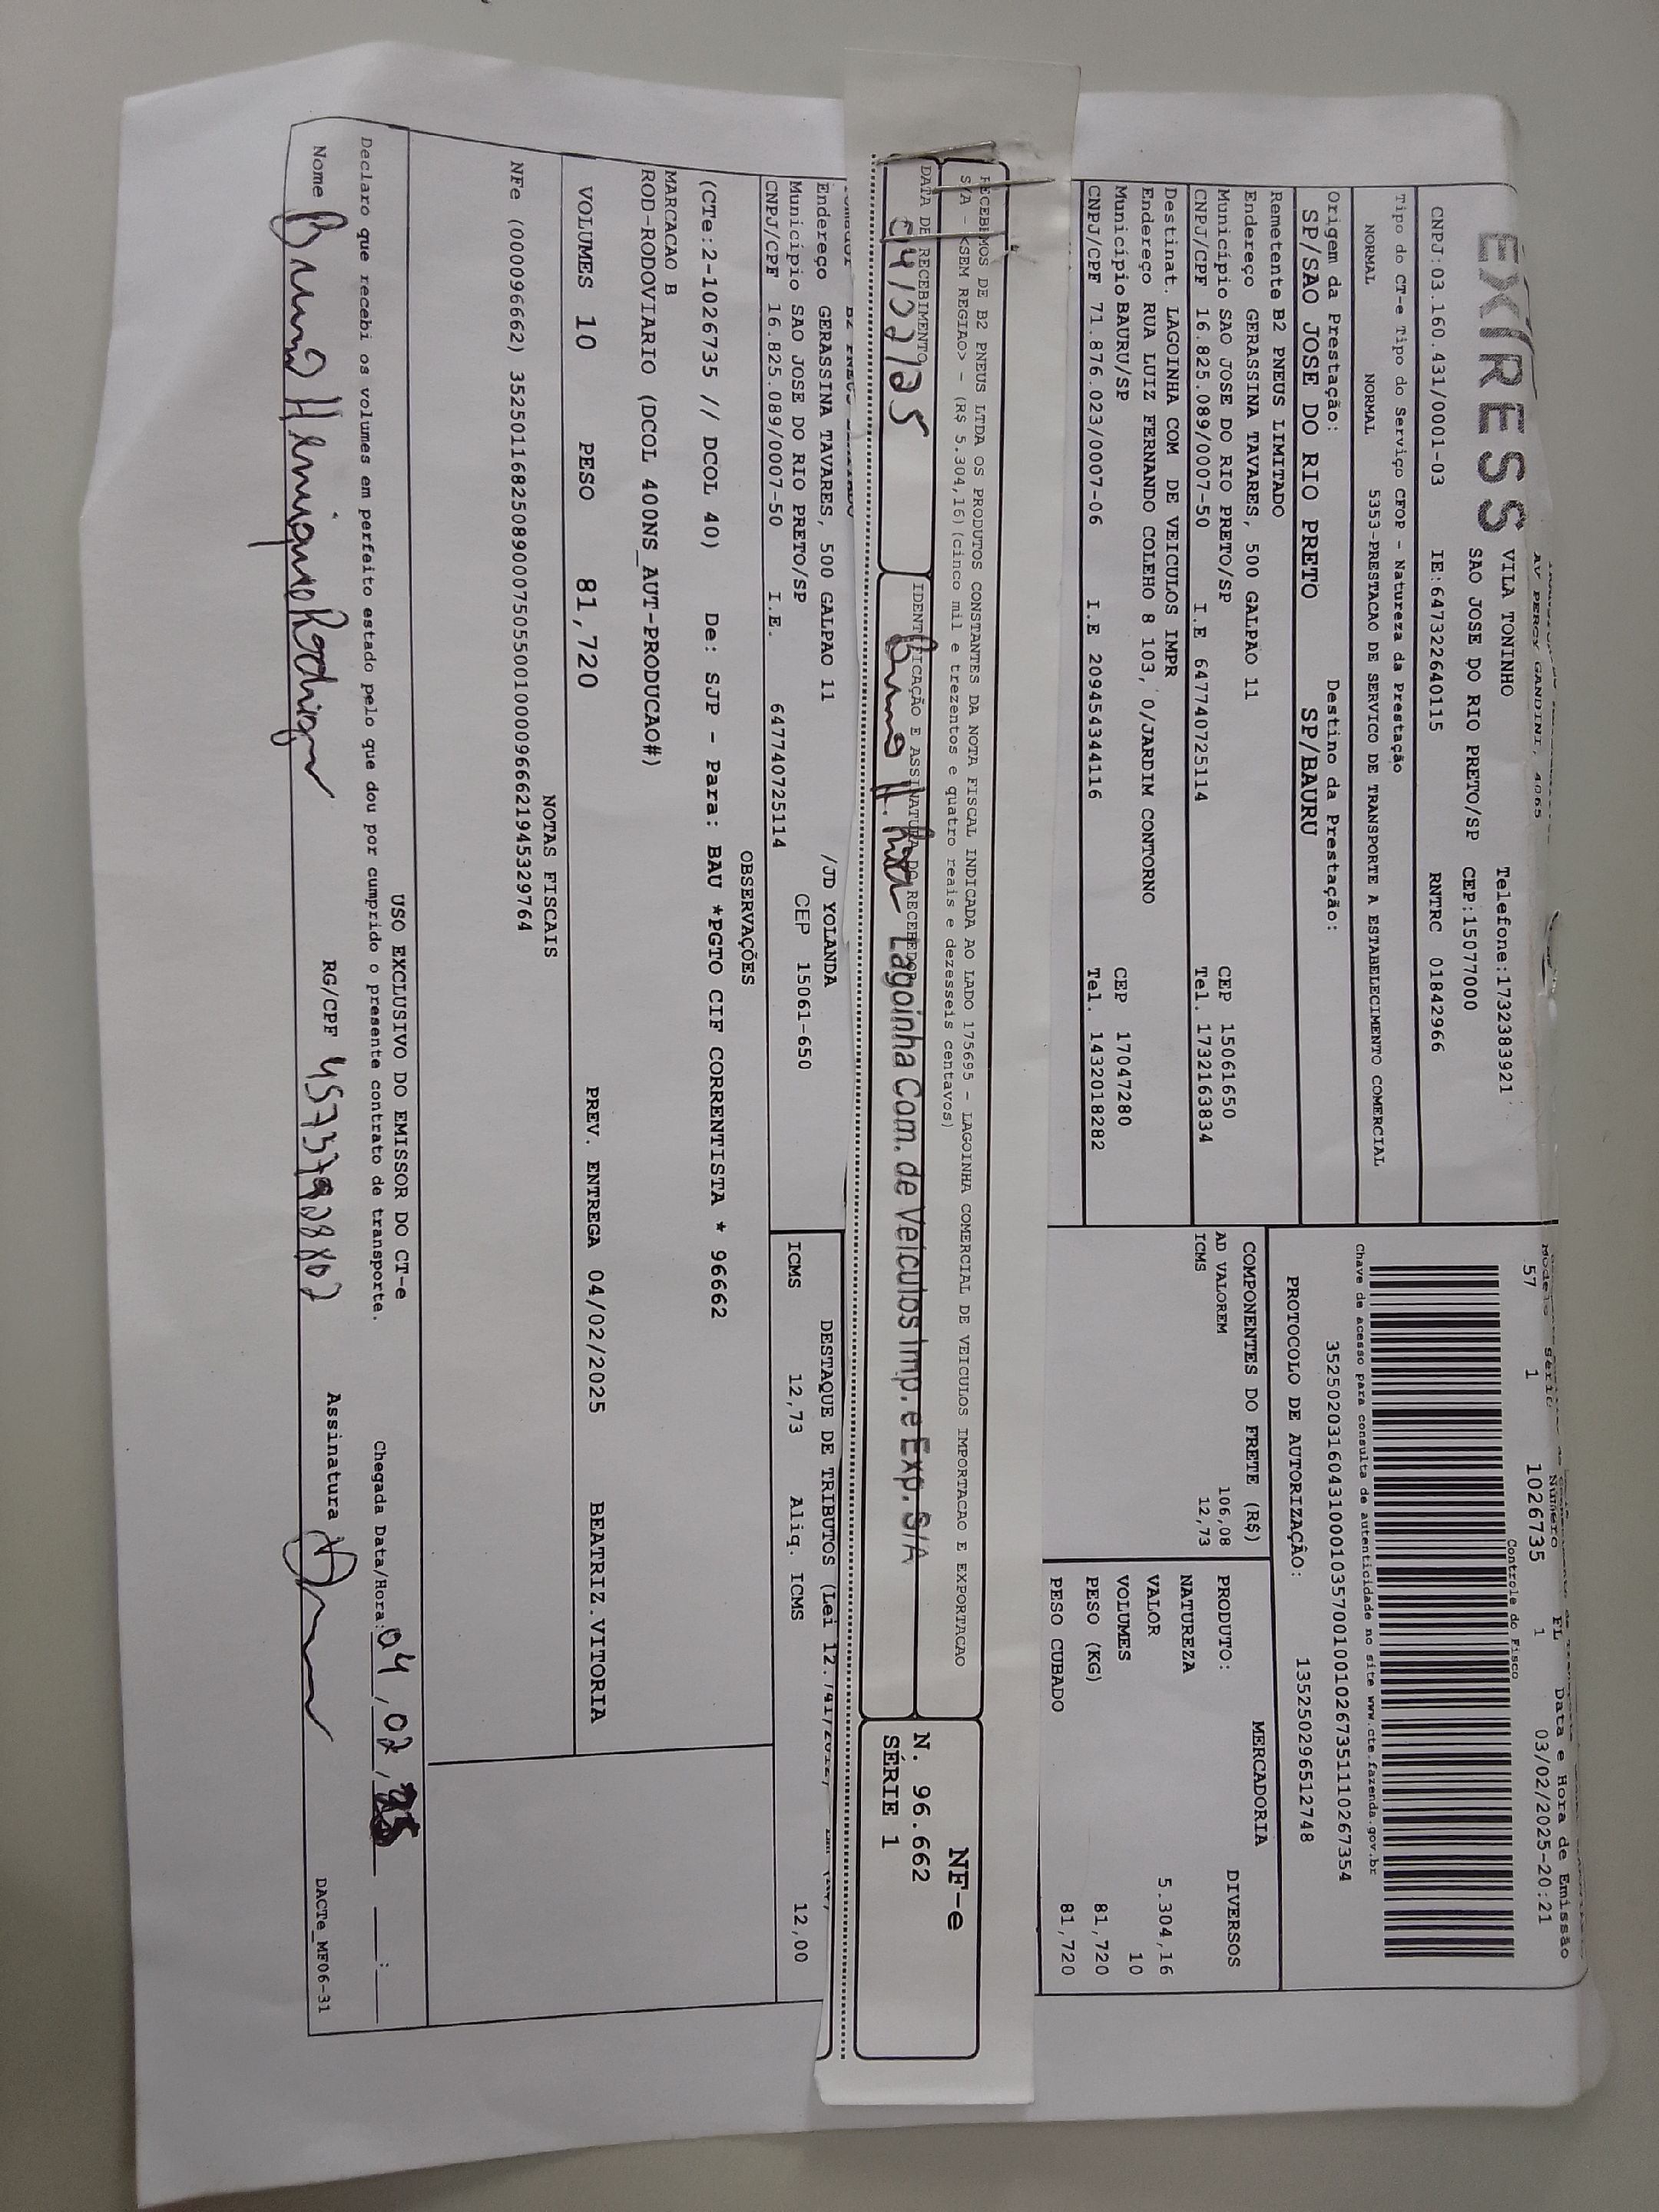 EXPRESS
AV PERCY GANDINI, 4065
VILA TONINHO
Telefone:1732383921
SAO JOSE DO RIO PRETO/SP CEP:15077000
CNPJ:03.160.431/0001-03 IE:647322640115 RNTRC 01842966
Tipo do CT-e Tipo do Serviço CFOP - Natureza da Prestação
NORMAL NORMAL 5353-PRESTACAO DE SERVICO DE TRANSPORTE A ESTABELECIMENTO COMERCIAL
Origem da Prestação: Destino da Prestação:
SP/SAO JOSE DO RIO PRETO SP/BAURU
Remetente B2 PNEUS LIMITADO
Endereço GERASSINA TAVARES, 500 GALPAO 11
Município SAO JOSE DO RIO PRETO/SP CEP 15061650
CNPJ/CPF 16.825.089/0007-50 I.E 647740725114 Tel. 1732163834
Destinat. LAGOINHA COM DE VEICULOS IMPR
Endereço RUA LUIZ FERNANDO COLEHO 8 103, 0/JARDIM CONTORNO
Município BAURU/SP CEP 17047280
CNPJ/CPF 71.876.023/0007-06 I.E 209454344116 Tel. 1432018282
Modelo Série Número FL Data e Hora de Emissão
57 1 1026735 1 03/02/2025-20:21
Controle do Fisco
Chave de acesso para consulta de autenticidade no site www.cte.fazenda.gov.br
35250203160431000103570010010267351110267354
PROTOCOLO DE AUTORIZAÇÃO: 135250296512748
COMPONENTES DO FRETE (R$)
AD VALOREM 106,08
ICMS 12,73
MERCADORIA
PRODUTO: DIVERSOS
NATUREZA
VALOR 5.304,16
VOLUMES 10
PESO (KG) 81,720
PESO CUBADO 81,720
RECEBEMOS DE B2 PNEUS LTDA OS PRODUTOS CONSTANTES DA NOTA FISCAL INDICADA AO LADO 175695 - LAGOINHA COMERCIAL DE VEICULOS IMPORTACAO E EXPORTACAO
S/A - <SEM REGIAO> - (R$ 5.304,16)(cinco mil e trezentos e quatro reais e dezesseis centavos)
DATA DE RECEBIMENTO IDENTIFICAÇÃO E ASSINATURA DO RECEBEDOR
04/02/25 Bruno H. Lagoinha Com. de Veículos Imp. e Exp. S/A
NF-e
N. 96.662
SÉRIE 1
Endereço GERASSINA TAVARES, 500 GALPAO 11 /JD YOLANDA
Município SAO JOSE DO RIO PRETO/SP CEP 15061-650
CNPJ/CPF 16.825.089/0007-50 I.E. 647740725114
DESTAQUE DE TRIBUTOS (Lei 12.741/2012,
ICMS 12,73 Aliq. ICMS 12,00
OBSERVAÇÕES
(CTe:2-1026735 // DCOL 40) De: SJP - Para: BAU *PGTO CIF CORRENTISTA * 96662
MARCACAO B
ROD-RODOVIARIO (DCOL 400NS_AUT-PRODUCAO#)
VOLUMES 10 PESO 81,720 PREV. ENTREGA 04/02/2025 BEATRIZ.VITORIA
NOTAS FISCAIS
NFe (000096662) 35250116825089000750550010000966621945329764
USO EXCLUSIVO DO EMISSOR DO CT-e
Declaro que recebi os volumes em perfeito estado pelo que dou por cumprido o presente contrato de transporte. Chegada Data/Hora: 04/02/25 __:__
Nome Bruno Henrique Rodrigues RG/CPF Assinatura
DACTe_MF06-31